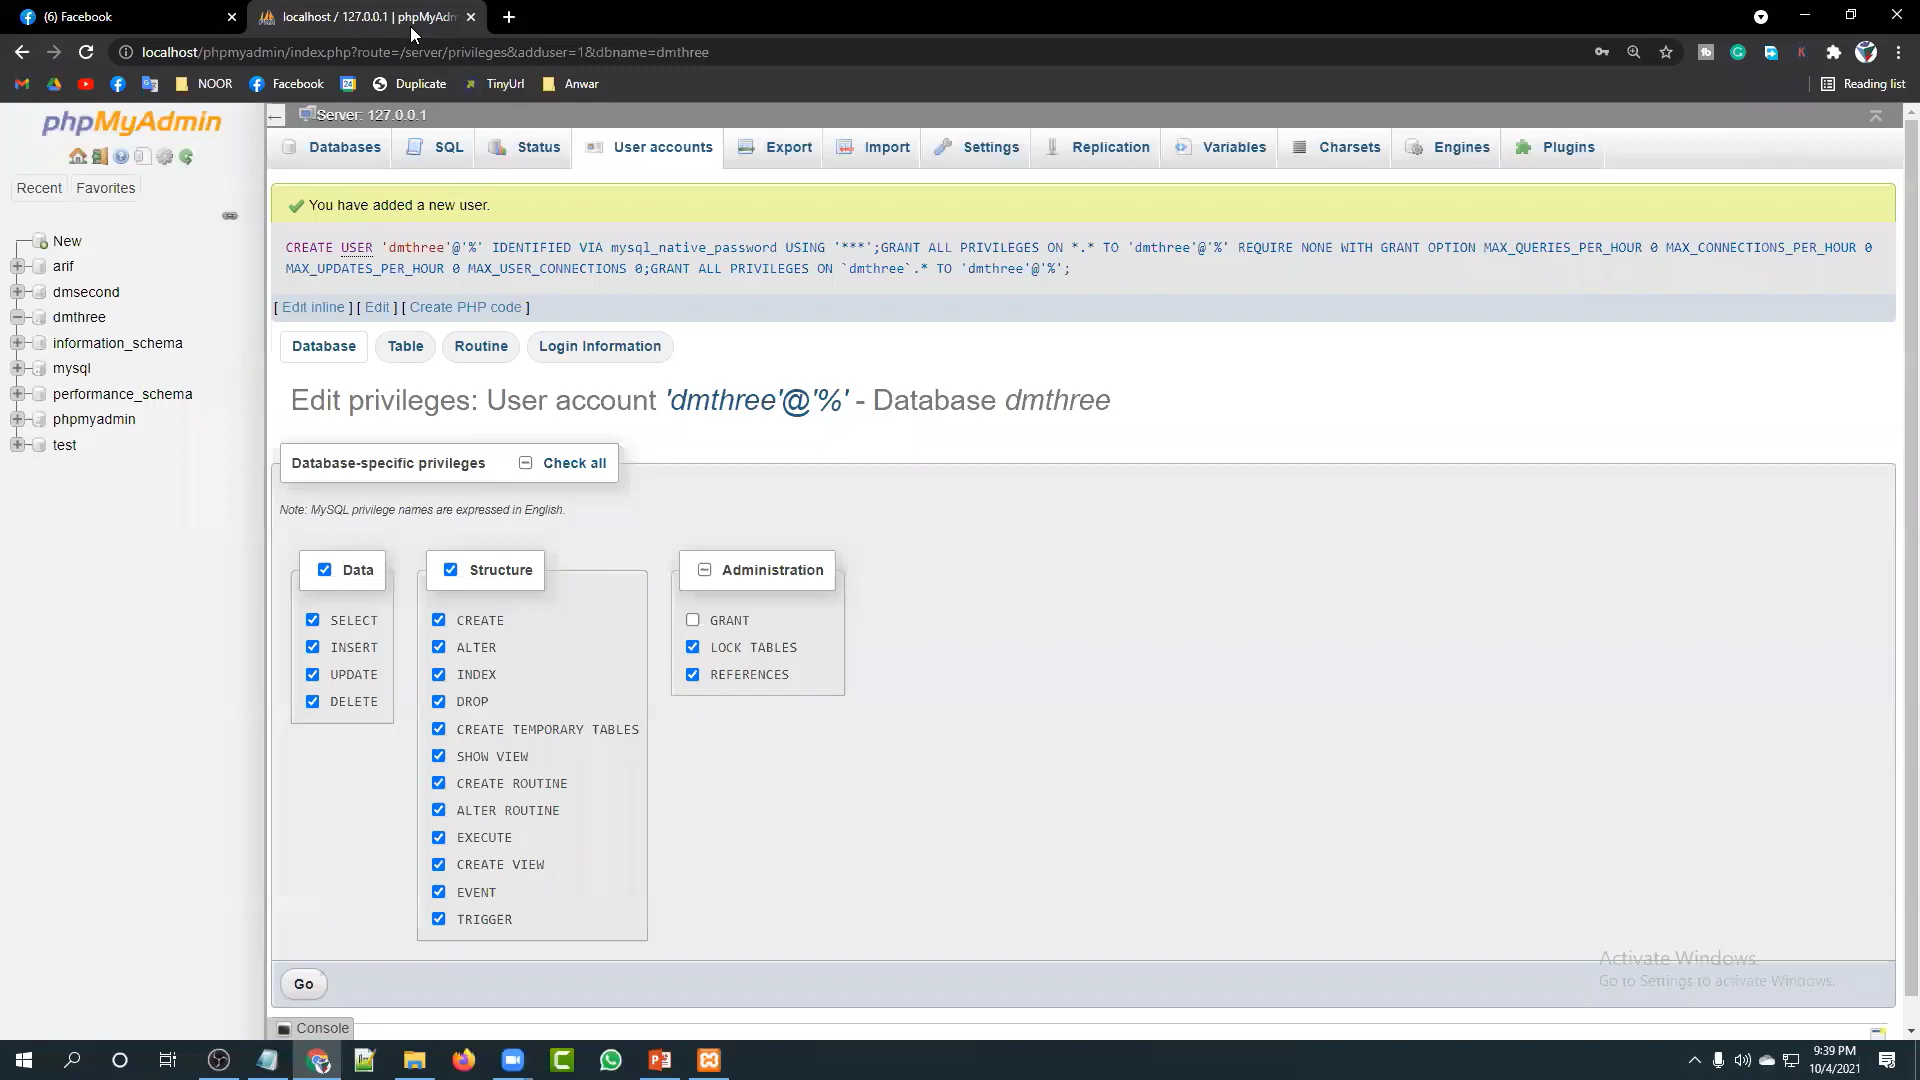 (6) Facebook
localhost / 127.0.0.1 | phpMyAdm
localhost/phpmyadmin/index.php?route=/server/privileges&adduser=1&dbname=dmthree
NOOR Facebook 24 Duplicate TinyUrl Anwar Reading list
phpMyAdmin
Recent Favorites
New
arif
dmsecond
dmthree
information_schema
mysql
performance_schema
phpmyadmin
test
Server: 127.0.0.1
Databases SQL Status User accounts Export Import Settings Replication Variables Charsets Engines Plugins
You have added a new user.
CREATE USER 'dmthree'@'%' IDENTIFIED VIA mysql_native_password USING '***';GRANT ALL PRIVILEGES ON *.* TO 'dmthree'@'%' REQUIRE NONE WITH GRANT OPTION MAX_QUERIES_PER_HOUR 0 MAX_CONNECTIONS_PER_HOUR 0
MAX_UPDATES_PER_HOUR 0 MAX_USER_CONNECTIONS 0;GRANT ALL PRIVILEGES ON `dmthree`.* TO 'dmthree'@'%';
[ Edit inline ] [ Edit ] [ Create PHP code ]
Database Table Routine Login Information
Edit privileges: User account 'dmthree'@'%' - Database dmthree
Database-specific privileges Check all
Note: MySQL privilege names are expressed in English.
Data
SELECT
INSERT
UPDATE
DELETE
Structure
CREATE
ALTER
INDEX
DROP
CREATE TEMPORARY TABLES
SHOW VIEW
CREATE ROUTINE
ALTER ROUTINE
EXECUTE
CREATE VIEW
EVENT
TRIGGER
Administration
GRANT
LOCK TABLES
REFERENCES
Go
Console
Activate Windows
Go to Settings to activate Windows.
9:39 PM
10/4/2021